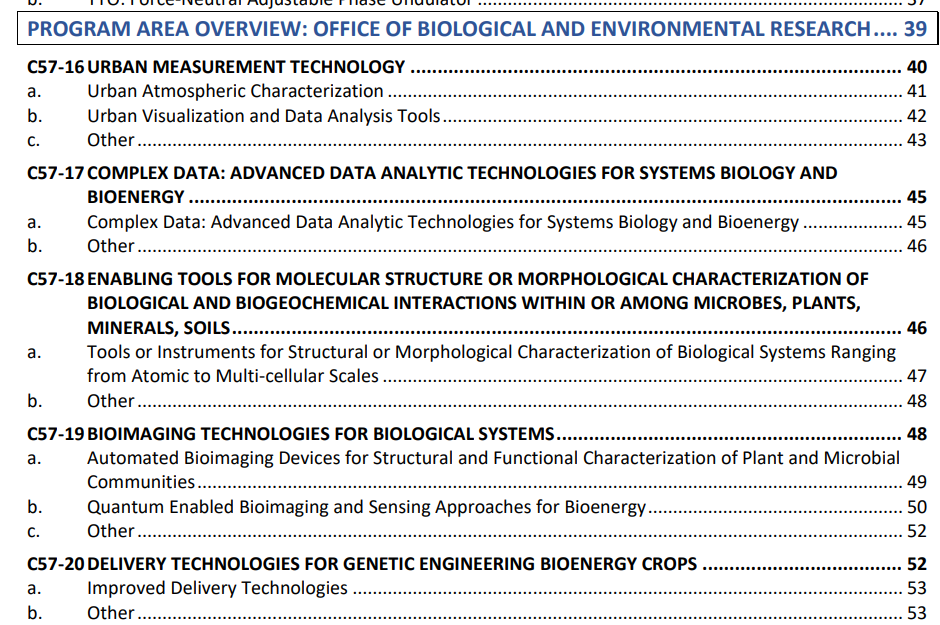 b. TTO: Force-Neutral Adjustable Phase Undulator .... 37
PROGRAM AREA OVERVIEW: OFFICE OF BIOLOGICAL AND ENVIRONMENTAL RESEARCH.... 39
C57-16 URBAN MEASUREMENT TECHNOLOGY .... 40
a. Urban Atmospheric Characterization .... 41
b. Urban Visualization and Data Analysis Tools .... 42
c. Other .... 43
C57-17 COMPLEX DATA: ADVANCED DATA ANALYTIC TECHNOLOGIES FOR SYSTEMS BIOLOGY AND
BIOENERGY .... 45
a. Complex Data: Advanced Data Analytic Technologies for Systems Biology and Bioenergy .... 45
b. Other .... 46
C57-18 ENABLING TOOLS FOR MOLECULAR STRUCTURE OR MORPHOLOGICAL CHARACTERIZATION OF
BIOLOGICAL AND BIOGEOCHEMICAL INTERACTIONS WITHIN OR AMONG MICROBES, PLANTS,
MINERALS, SOILS .... 46
a. Tools or Instruments for Structural or Morphological Characterization of Biological Systems Ranging
from Atomic to Multi-cellular Scales .... 47
b. Other .... 48
C57-19 BIOIMAGING TECHNOLOGIES FOR BIOLOGICAL SYSTEMS .... 48
a. Automated Bioimaging Devices for Structural and Functional Characterization of Plant and Microbial
Communities .... 49
b. Quantum Enabled Bioimaging and Sensing Approaches for Bioenergy .... 50
c. Other .... 52
C57-20 DELIVERY TECHNOLOGIES FOR GENETIC ENGINEERING BIOENERGY CROPS .... 52
a. Improved Delivery Technologies .... 53
b. Other .... 53